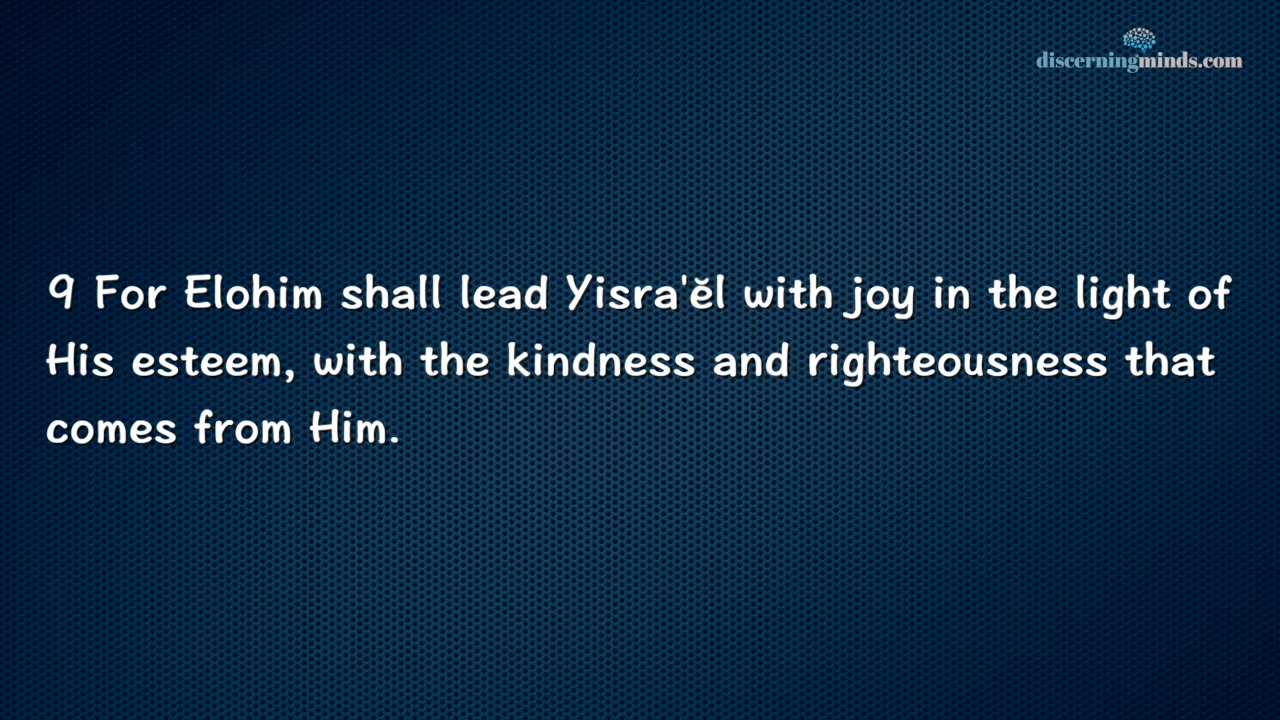 discerningminds.com
9 For Elohim shall lead Yisra'ĕl with joy in the light of
His esteem, with the kindness and righteousness that
comes from Him.